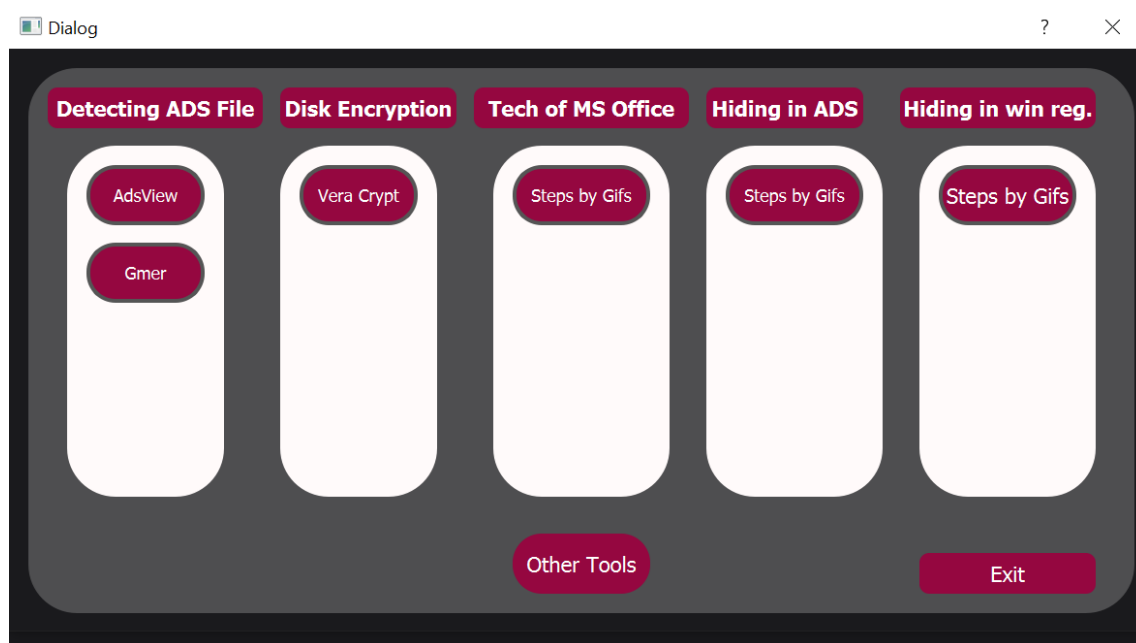 Dialog
?
Detecting ADS File
Disk Encryption
Tech of MS Office
Hiding in ADS
Hiding in win reg.
AdsView
Vera Crypt
Steps by Gifs
Steps by Gifs
Steps by Gifs
Gmer
Other Tools
Exit